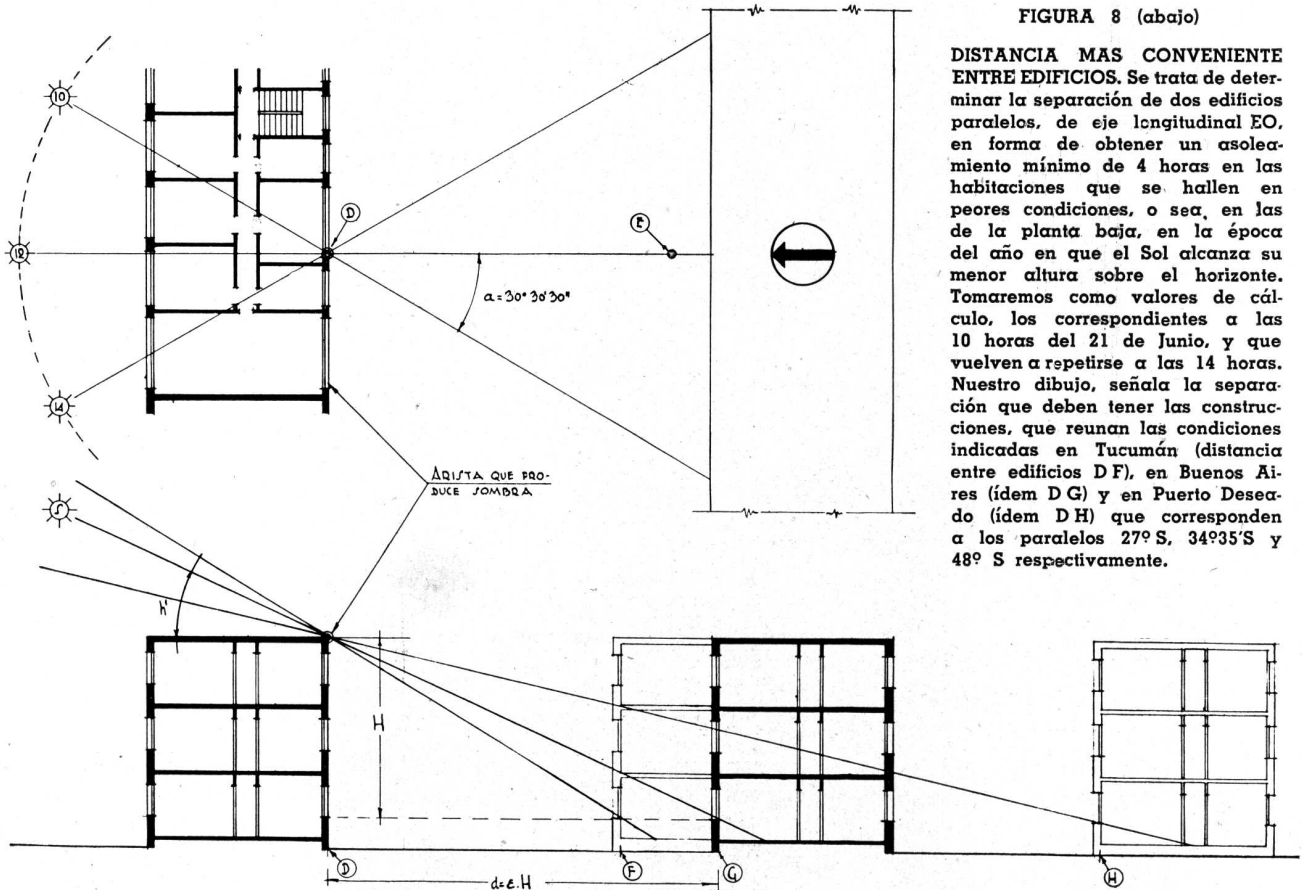 FIGURA 8 (abajo)
DISTANCIA MAS CONVENIENTE
ENTRE EDIFICIOS. Se trata de deter-
minar la separación de dos edificios
paralelos, de eje longitudinal EO,
en forma de obtener un asolea-
miento mínimo de 4 horas en las
habitaciones que se hallen en
peores condiciones, o sea, en las
de la planta baja, en la época
del año en que el Sol alcanza su
menor altura sobre el horizonte.
Tomaremos como valores de cál-
culo, los correspondientes a las
10 horas del 21 de Junio, y que
vuelven a repetirse a las 14 horas.
Nuestro dibujo, señala la separa-
ción que deben tener las construc-
ciones, que reunan las condiciones
indicadas en Tucumán (distancia
entre edificios D F), en Buenos Ai-
res (ídem D G) y en Puerto Desea-
do (ídem D H) que corresponden
a los paralelos 27º S, 34º35'S y
48º S respectivamente.
10
12
14
D
a=30°30'30"
ARISTA QUE PRO-
DUCE SOMBRA
S
h'
H
D
F
G
H
d=ε.H